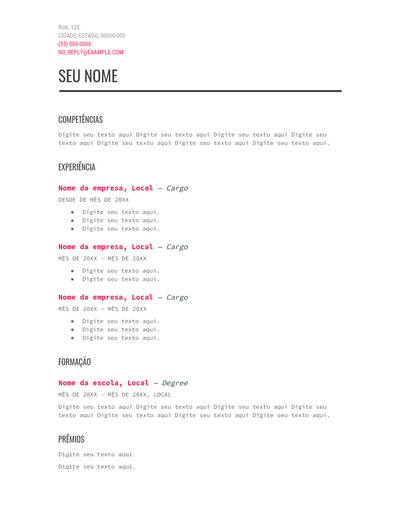 RUA, 123
CIDADE, ESTADO, 00000-000
(55) 000-0000
NO_REPLY@EXAMPLE.COM
SEU NOME
COMPETÊNCIAS
Digite seu texto aqui Digite seu texto aqui Digite seu texto aqui Digite seu
texto aqui Digite seu texto aqui Digite seu texto aqui Digite seu texto aqui.
EXPERIÊNCIA
Nome da empresa, Local — Cargo
DESDE DE MÊS DE 20XX
● Digite seu texto aqui.
● Digite seu texto aqui.
● Digite seu texto aqui.
Nome da empresa, Local — Cargo
MÊS DE 20XX - MÊS DE 20XX
● Digite seu texto aqui.
● Digite seu texto aqui.
Nome da empresa, Local — Cargo
MÊS DE 20XX - MÊS DE 20XX
● Digite seu texto aqui.
● Digite seu texto aqui.
● Digite seu texto aqui.
FORMAÇÃO
Nome da escola, Local — Degree
MÊS DE 20XX - MÊS DE 20XX, LOCAL
Digite seu texto aqui Digite seu texto aqui Digite seu texto aqui Digite seu
texto aqui Digite seu texto aqui Digite seu texto aqui Digite seu texto aqui.
PRÊMIOS
Digite seu texto aqui.
Digite seu texto aqui.